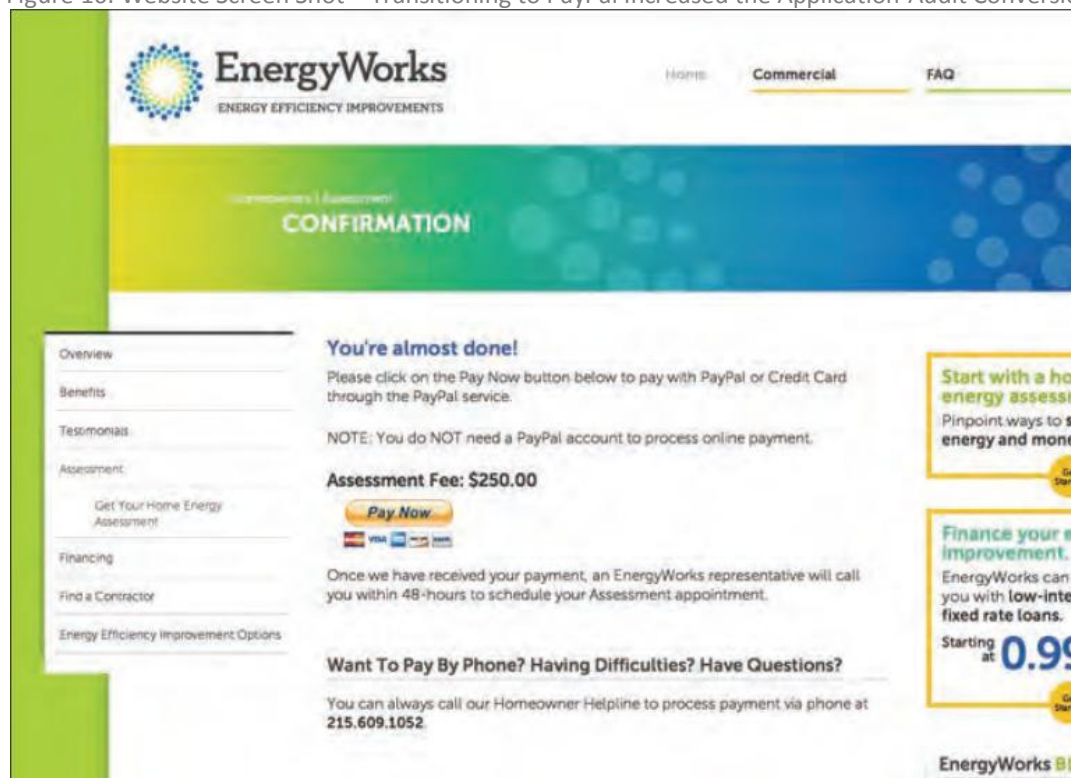 Figure 10: Website Screen Shot – Transitioning to PayPal Increased the Application-Audit Conversio
EnergyWorks
ENERGY EFFICIENCY IMPROVEMENTS
Home
Commercial
FAQ
Homeowners | Assessment
CONFIRMATION
Overview
Benefits
Testimonials
Assessment
Get Your Home Energy
Assessment
Financing
Find a Contractor
Energy Efficiency Improvement Options
You're almost done!
Please click on the Pay Now button below to pay with PayPal or Credit Card
through the PayPal service.
NOTE: You do NOT need a PayPal account to process online payment.
Assessment Fee: $250.00
Pay Now
VISA
Once we have received your payment, an EnergyWorks representative will call
you within 48-hours to schedule your Assessment appointment.
Want To Pay By Phone? Having Difficulties? Have Questions?
You can always call our Homeowner Helpline to process payment via phone at
215.609.1052
Start with a ho
energy assess
Pinpoint ways to s
energy and mone
Finance your e
improvement.
EnergyWorks can
you with low-inte
fixed rate loans.
Starting
at 0.99
EnergyWorks Bl